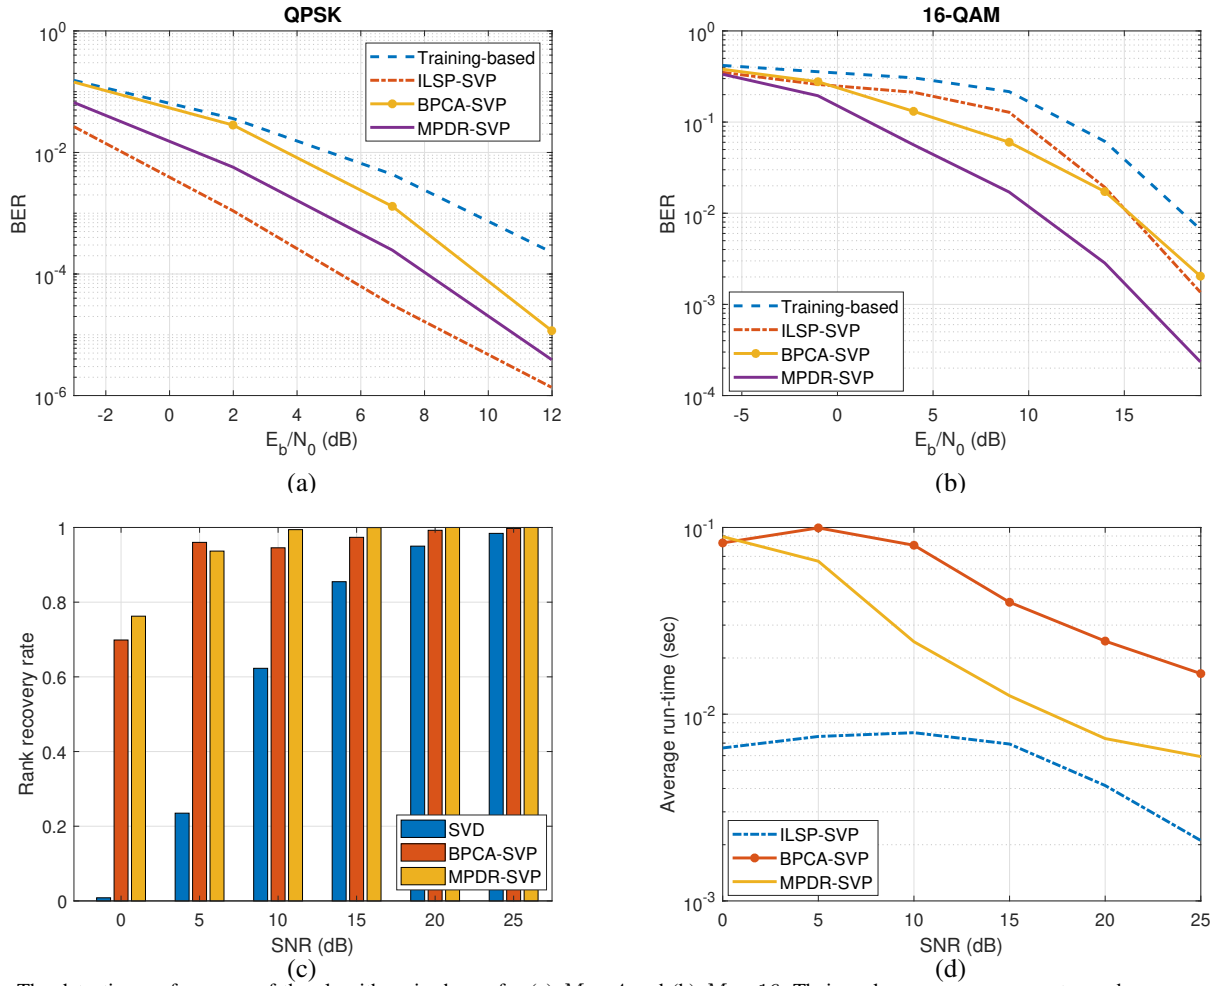 QPSK
10^0
10^-2
10^-4
10^-6
BER
-2 0 2 4 6 8 10 12
E_b/N_0 (dB)
Training-based
ILSP-SVP
BPCA-SVP
MPDR-SVP
(a)
16-QAM
10^0
10^-1
10^-2
10^-3
10^-4
BER
-5 0 5 10 15
E_b/N_0 (dB)
Training-based
ILSP-SVP
BPCA-SVP
MPDR-SVP
(b)
1
0.8
0.6
0.4
0.2
0
Rank recovery rate
0 5 10 15 20 25
SNR (dB)
SVD
BPCA-SVP
MPDR-SVP
(c)
10^-1
10^-2
10^-3
Average run-time (sec)
0 5 10 15 20 25
SNR (dB)
ILSP-SVP
BPCA-SVP
MPDR-SVP
(d)